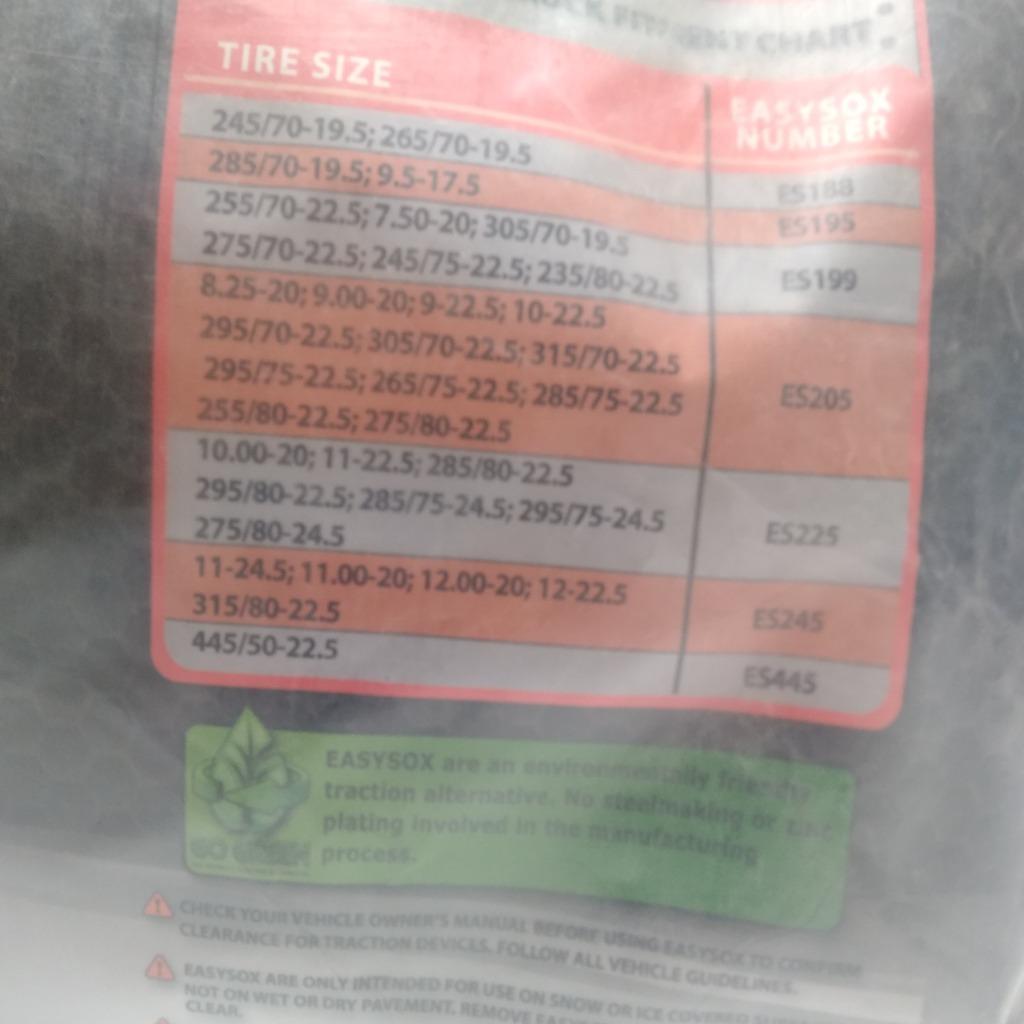 TRUCK FITMENT CHART:
TIRE SIZE
EASYSOX
NUMBER
245/70-19.5; 265/70-19.5
ES188
285/70-19.5; 9.5-17.5
ES195
255/70-22.5; 7.50-20; 305/70-19.5
275/70-22.5; 245/75-22.5; 235/80-22.5
ES199
8.25-20; 9.00-20; 9-22.5; 10-22.5
295/70-22.5; 305/70-22.5; 315/70-22.5
295/75-22.5; 265/75-22.5; 285/75-22.5
255/80-22.5; 275/80-22.5
ES205
10.00-20; 11-22.5; 285/80-22.5
295/80-22.5; 285/75-24.5; 295/75-24.5
275/80-24.5
ES225
11-24.5; 11.00-20; 12.00-20; 12-22.5
315/80-22.5
ES245
445/50-22.5
ES445
EASYSOX are an environmentally friendly
traction alternative. No steelmaking or zinc
plating involved in the manufacturing
process.
GO GREEN
CHECK YOUR VEHICLE OWNER'S MANUAL BEFORE USING EASYSOX TO CONFIRM
CLEARANCE FOR TRACTION DEVICES. FOLLOW ALL VEHICLE GUIDELINES.
EASYSOX ARE ONLY INTENDED FOR USE ON SNOW OR ICE COVERED
NOT ON WET OR DRY PAVEMENT. REMOVE
CLEAR.